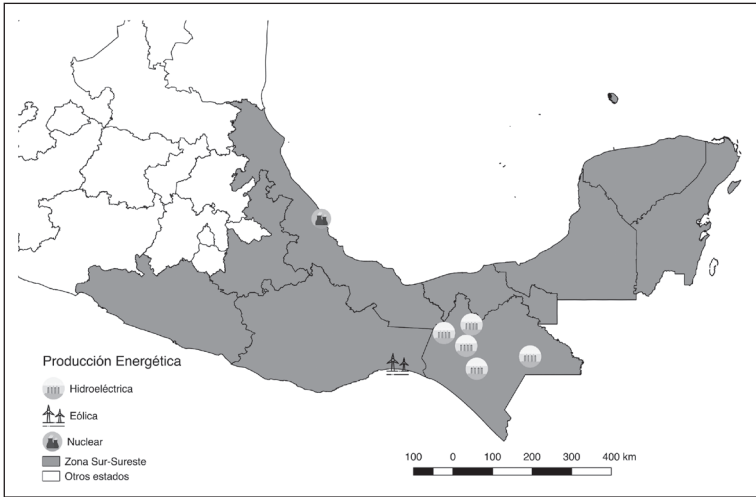 Producción Energética
Hidroeléctrica
Eólica
Nuclear
Zona Sur-Sureste
Otros estados
100 0 100 200 300 400 km